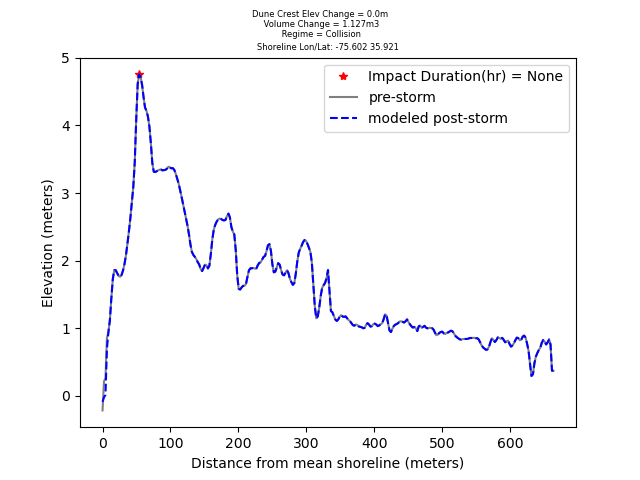 Dune Crest Elev Change = 0.0m
Volume Change = 1.127m3
Regime = Collision
Shoreline Lon/Lat: -75.602 35.921
Impact Duration(hr) = None
pre-storm
modeled post-storm
Elevation (meters)
5
4
3
2
1
0
0 100 200 300 400 500 600
Distance from mean shoreline (meters)